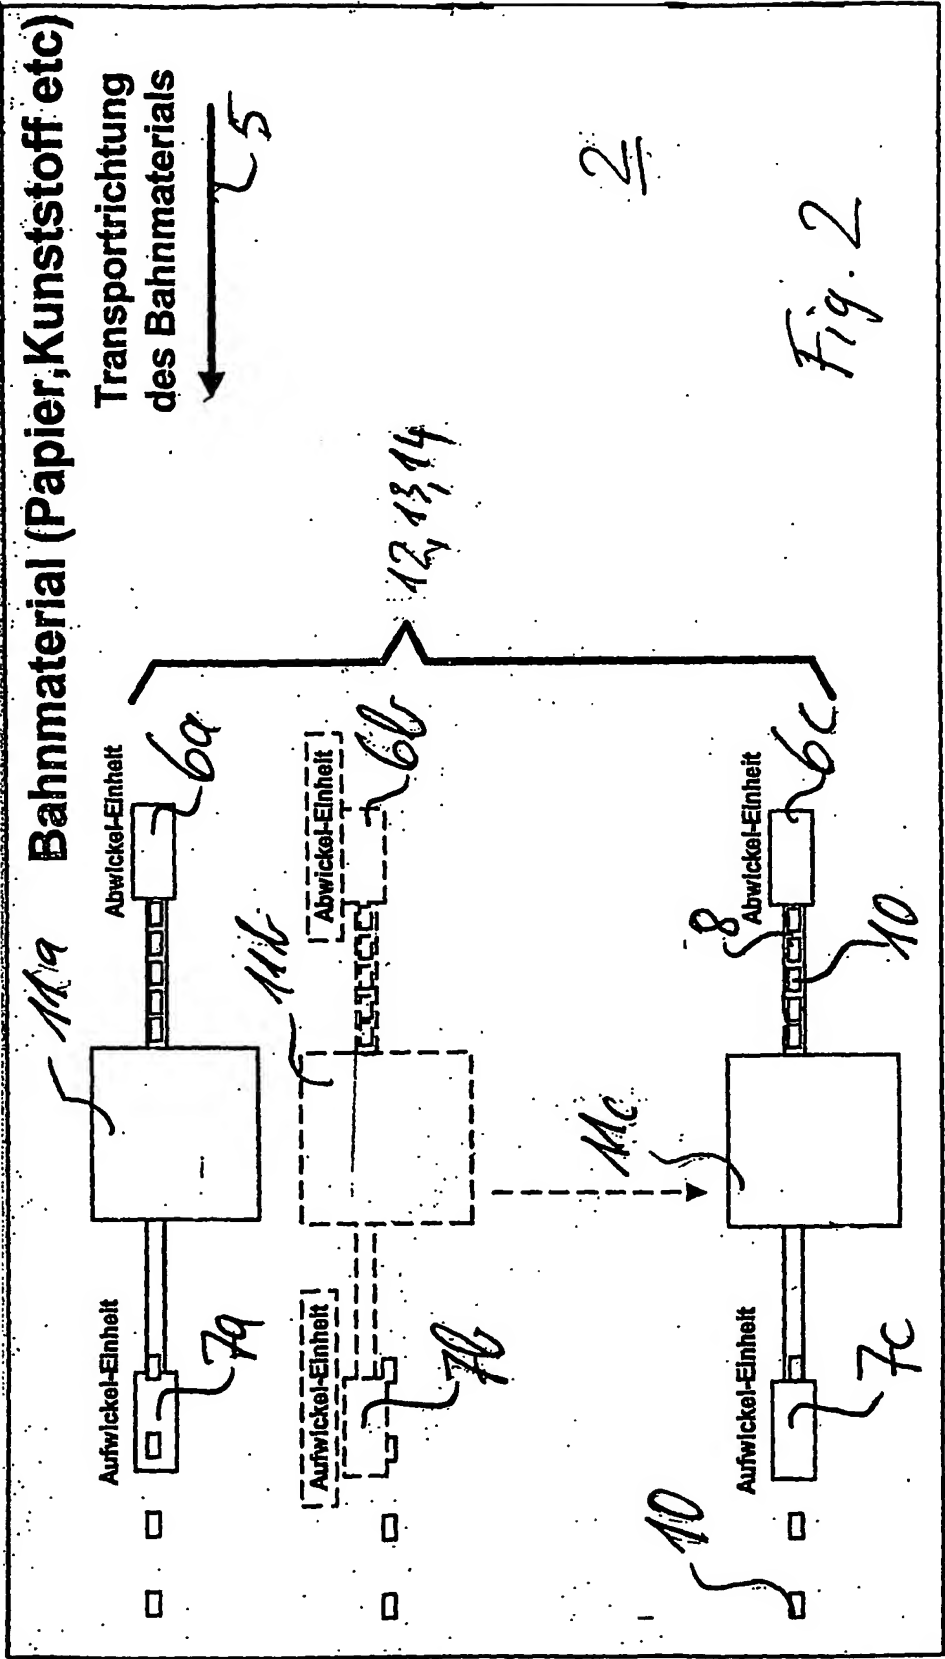 Bahnmaterial (Papier,Kunststoff etc)
Transportrichtung
des Bahnmaterials
5
11a
Abwickel-Einheit
6a
Aufwickel-Einheit
7a
12, 13, 14
11b
Abwickel-Einheit
6b
Aufwickel-Einheit
7b
2
11c
8
Abwickel-Einheit
6c
10
Aufwickel-Einheit
7c
10
Fig. 2